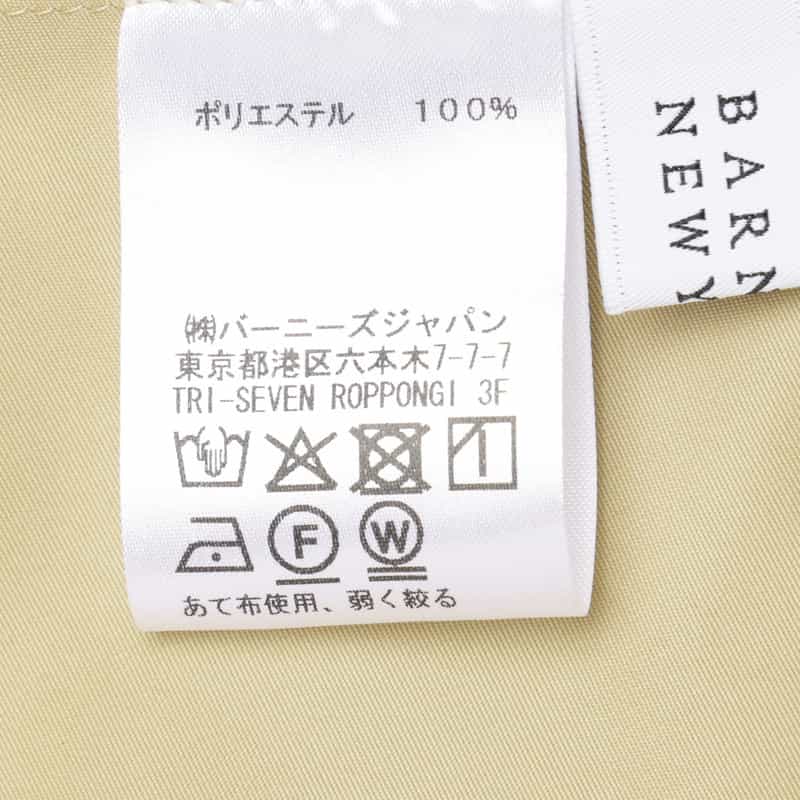 ポリエステル 100%
㈱バーニーズジャパン
東京都港区六本木7-7-7
TRI-SEVEN ROPPONGI 3F
F W
あて布使用、弱く絞る
BARN
NEWY